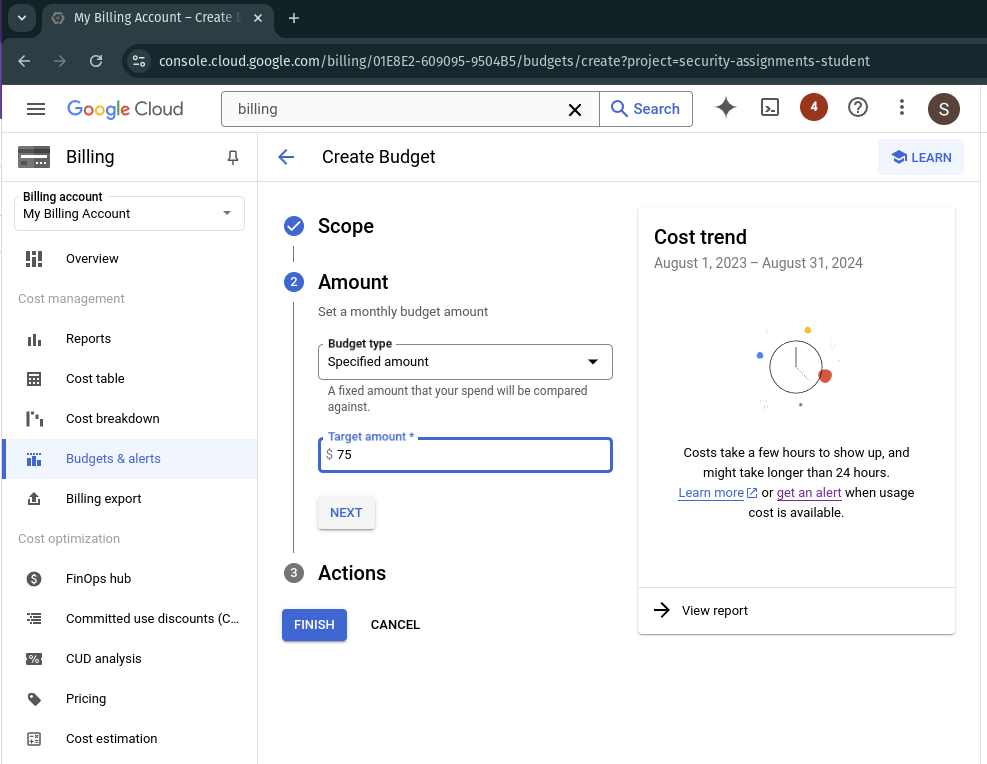 My Billing Account – Create B
console.cloud.google.com/billing/01E8E2-609095-9504B5/budgets/create?project=security-assignments-student
Google Cloud
billing
Search
4
S
Billing
Create Budget
LEARN
Billing account
My Billing Account
Overview
Cost management
Reports
Cost table
Cost breakdown
Budgets & alerts
Billing export
Cost optimization
FinOps hub
Committed use discounts (C...
CUD analysis
Pricing
Cost estimation
Scope
2
Amount
Set a monthly budget amount
Budget type
Specified amount
A fixed amount that your spend will be compared
against.
Target amount *
$ 75
NEXT
3
Actions
FINISH
CANCEL
Cost trend
August 1, 2023 – August 31, 2024
Costs take a few hours to show up, and
might take longer than 24 hours.
Learn more or get an alert when usage
cost is available.
View report